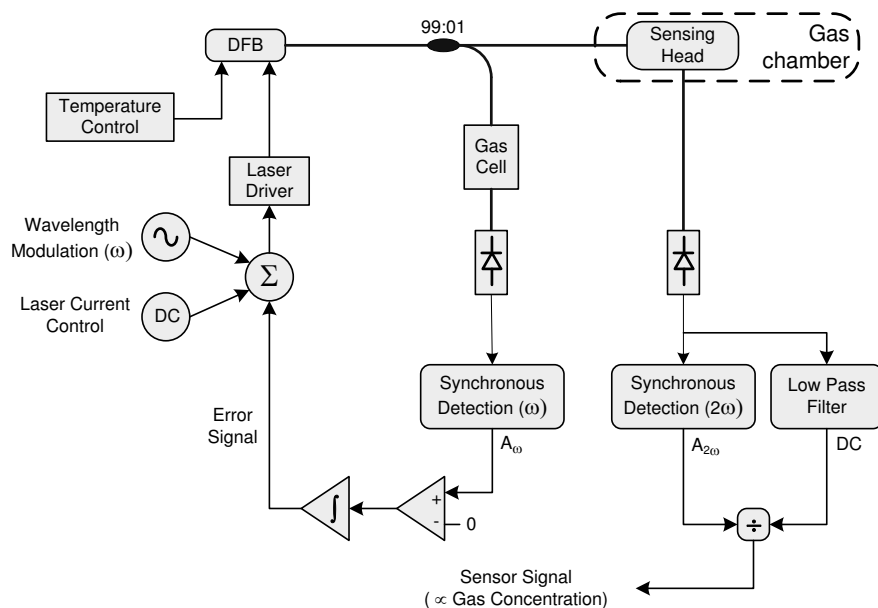 99:01
DFB
Sensing
Head
Gas
chamber
Temperature
Control
Gas
Cell
Laser
Driver
Wavelength
Modulation (ω)
Σ
Laser Current
Control
DC
Synchronous
Detection (ω)
Synchronous
Detection (2ω)
Low Pass
Filter
Error
Signal
Aω
A2ω
DC
∫
+
-
0
÷
Sensor Signal
( ∝ Gas Concentration)